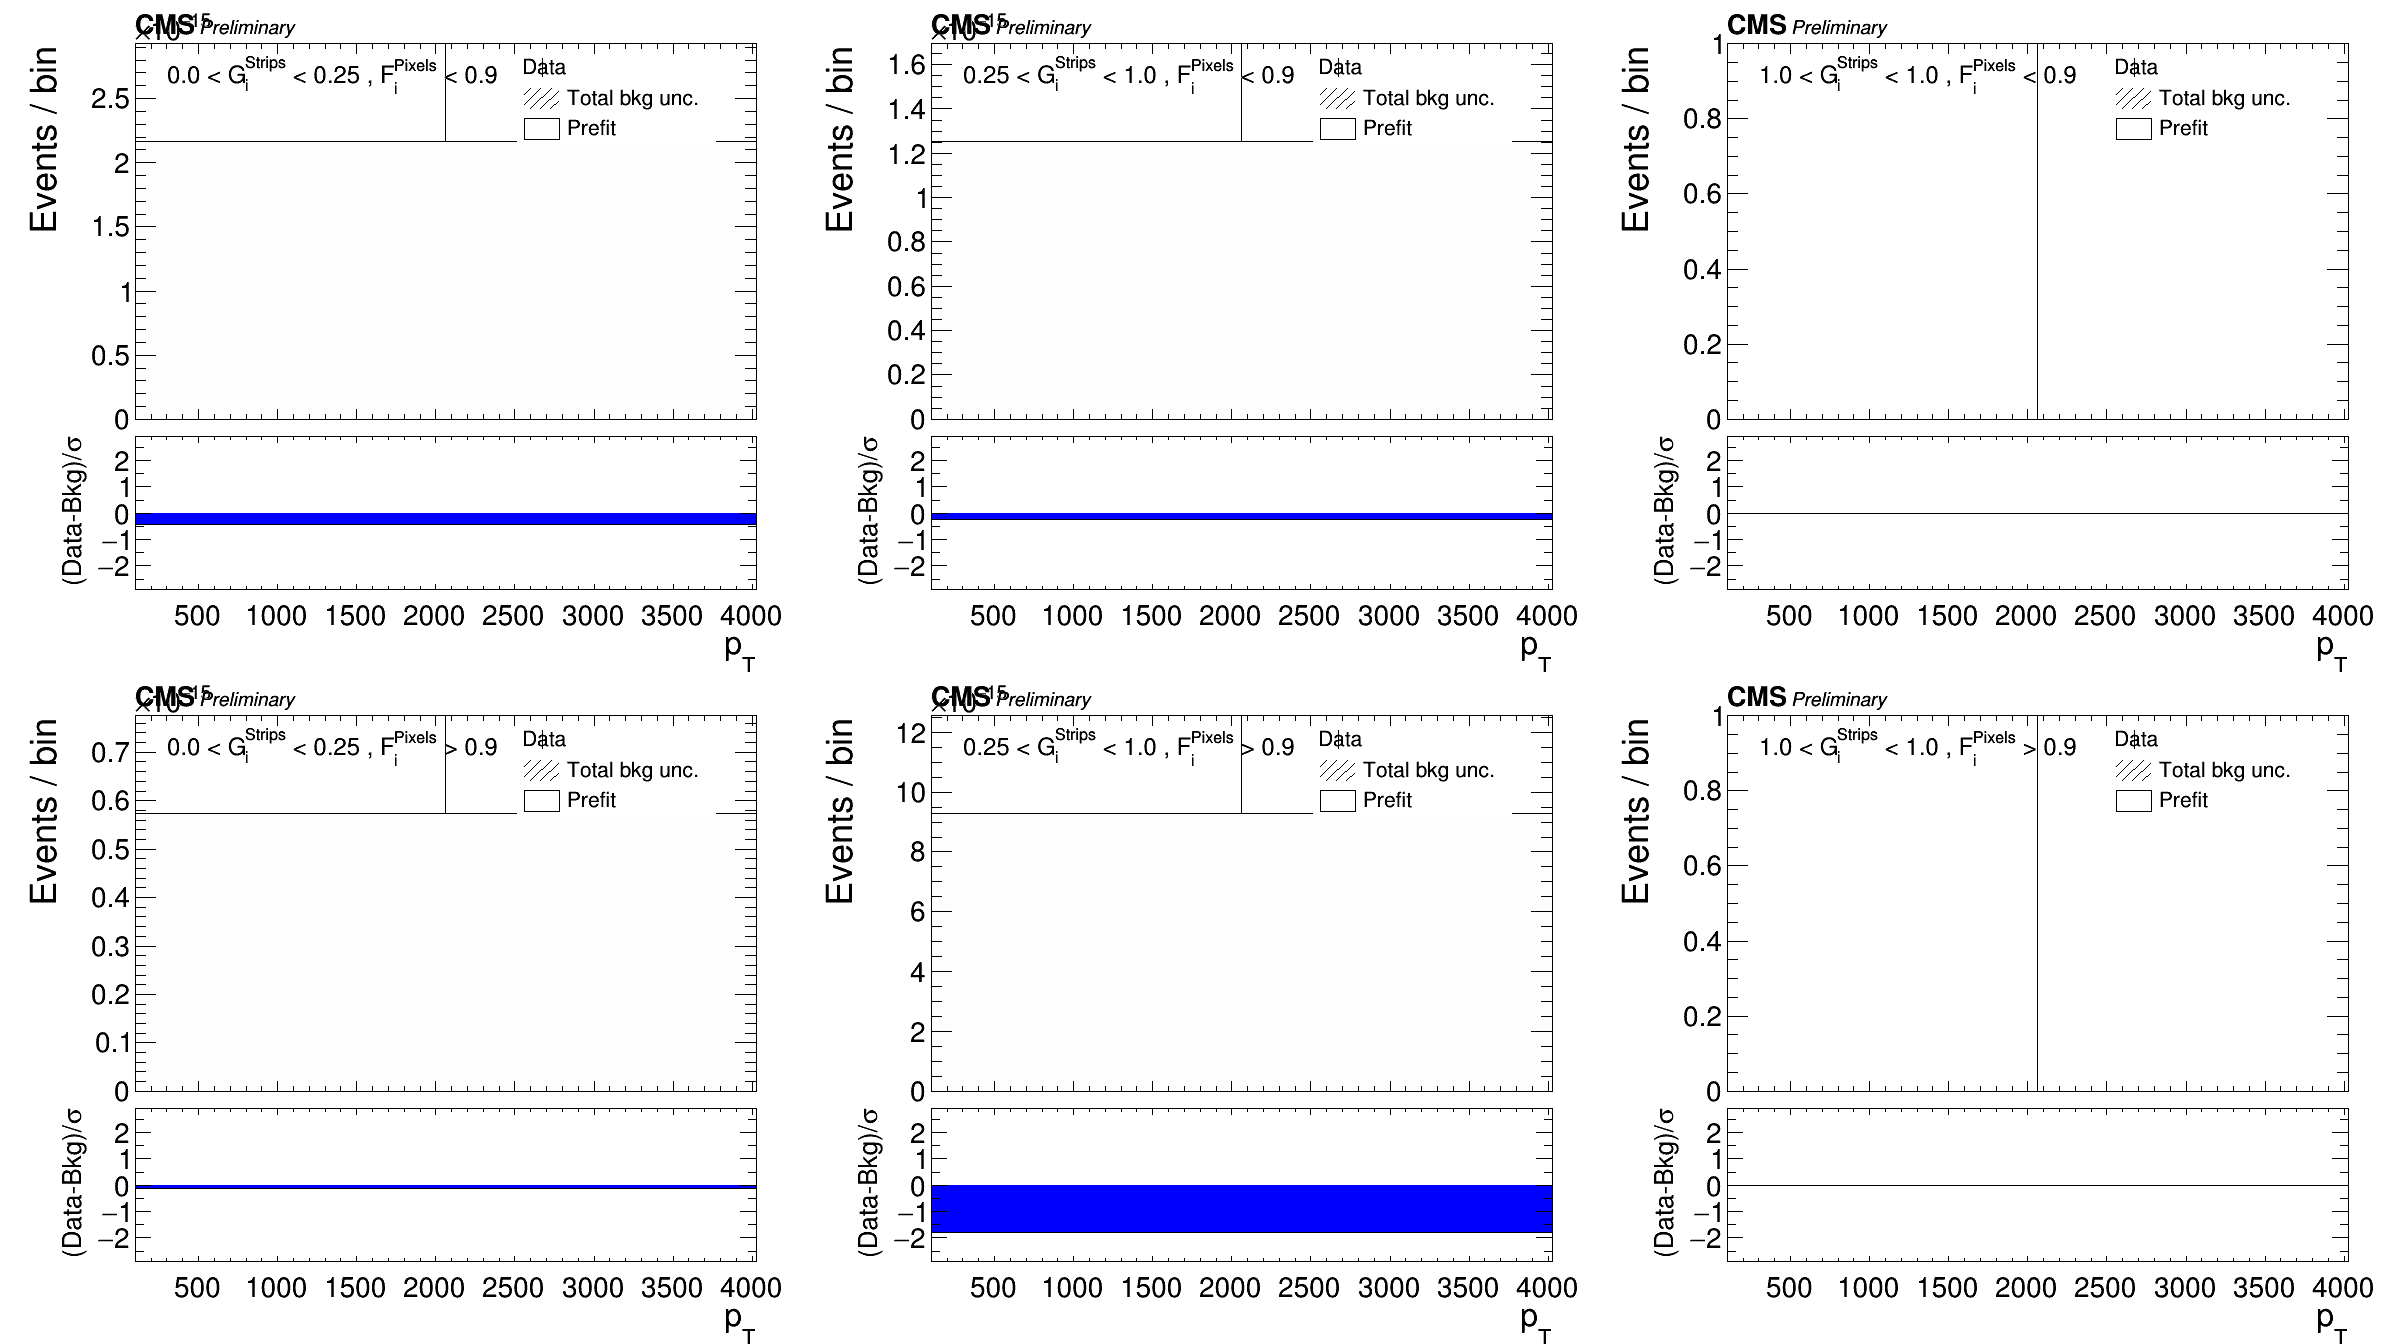 CMS Preliminary
×10^15
Events / bin
0.0 < G_i^Strips < 0.25 , F_i^Pixels < 0.9
Data
Total bkg unc.
Prefit
2.5
2
1.5
1
0.5
0
(Data-Bkg)/σ
2
1
0
−1
−2
500 1000 1500 2000 2500 3000 3500 4000
p_T
CMS Preliminary
×10^15
Events / bin
0.25 < G_i^Strips < 1.0 , F_i^Pixels < 0.9
Data
Total bkg unc.
Prefit
1.6
1.4
1.2
1
0.8
0.6
0.4
0.2
0
(Data-Bkg)/σ
2
1
0
−1
−2
500 1000 1500 2000 2500 3000 3500 4000
p_T
CMS Preliminary
Events / bin
1.0 < G_i^Strips < 1.0 , F_i^Pixels < 0.9
Data
Total bkg unc.
Prefit
1
0.8
0.6
0.4
0.2
0
(Data-Bkg)/σ
2
1
0
−1
−2
500 1000 1500 2000 2500 3000 3500 4000
p_T
CMS Preliminary
×10^15
Events / bin
0.0 < G_i^Strips < 0.25 , F_i^Pixels > 0.9
Data
Total bkg unc.
Prefit
0.7
0.6
0.5
0.4
0.3
0.2
0.1
0
(Data-Bkg)/σ
2
1
0
−1
−2
500 1000 1500 2000 2500 3000 3500 4000
p_T
CMS Preliminary
×10^15
Events / bin
0.25 < G_i^Strips < 1.0 , F_i^Pixels > 0.9
Data
Total bkg unc.
Prefit
12
10
8
6
4
2
0
(Data-Bkg)/σ
2
1
0
−1
−2
500 1000 1500 2000 2500 3000 3500 4000
p_T
CMS Preliminary
Events / bin
1.0 < G_i^Strips < 1.0 , F_i^Pixels > 0.9
Data
Total bkg unc.
Prefit
1
0.8
0.6
0.4
0.2
0
(Data-Bkg)/σ
2
1
0
−1
−2
500 1000 1500 2000 2500 3000 3500 4000
p_T